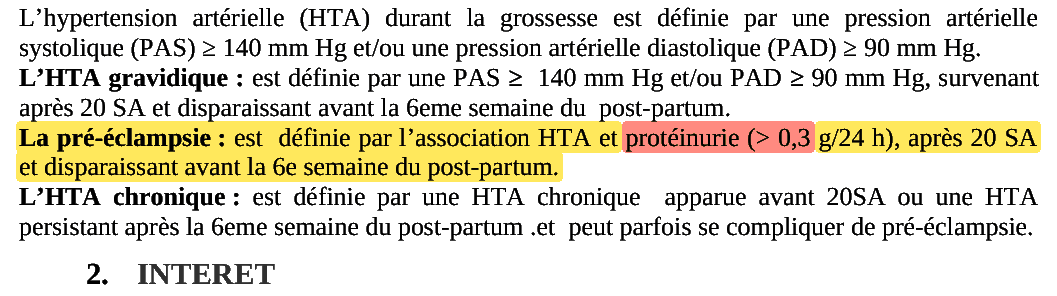 L’hypertension artérielle (HTA) durant la grossesse est définie par une pression artérielle
systolique (PAS) ≥ 140 mm Hg et/ou une pression artérielle diastolique (PAD) ≥ 90 mm Hg.
L’HTA gravidique : est définie par une PAS ≥ 140 mm Hg et/ou PAD ≥ 90 mm Hg, survenant
après 20 SA et disparaissant avant la 6eme semaine du post-partum.
La pré-éclampsie : est définie par l’association HTA et protéinurie (> 0,3 g/24 h), après 20 SA
et disparaissant avant la 6e semaine du post-partum.
L’HTA chronique : est définie par une HTA chronique apparue avant 20SA ou une HTA
persistant après la 6eme semaine du post-partum .et peut parfois se compliquer de pré-éclampsie.
2. INTERET